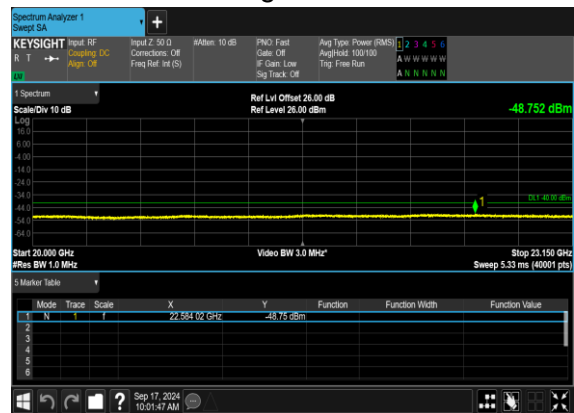 Spectrum Analyzer 1
Swept SA
+
KEYSIGHT Input: RF Input Z: 50 Ω #Atten: 10 dB PNO: Fast Avg Type: Power (RMS) 1 2 3 4 5 6
R T Coupling: DC Corrections: Off Gate: Off Avg|Hold: 100/100 A W W W W W
Align: Off Freq Ref: Int (S) IF Gain: Low Trig: Free Run
Sig Track: Off A N N N N N
1 Spectrum Ref Lvl Offset 26.00 dB
Scale/Div 10 dB Ref Level 26.00 dBm -48.752 dBm
Log
16.0
6.00
-4.00
-14.0
-24.0
-34.0 1 DL1 -40.00 dBm
-44.0
-54.0
-64.0
Start 20.000 GHz Video BW 3.0 MHz* Stop 23.150 GHz
#Res BW 1.0 MHz Sweep 5.33 ms (40001 pts)
5 Marker Table
Mode Trace Scale X Y Function Function Width Function Value
1 N 1 f 22.584 02 GHz -48.75 dBm
2
3
4
5
6
? Sep 17, 2024
10:01:47 AM